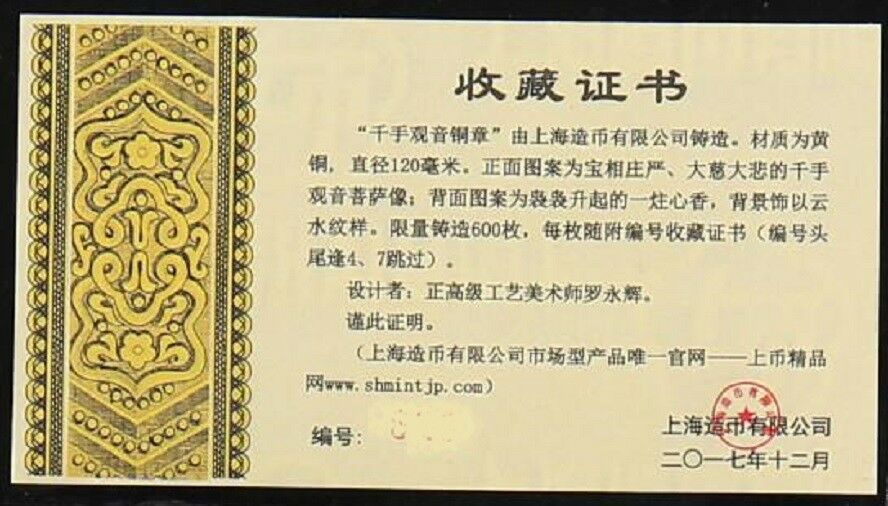 收藏证书
“千手观音铜章”由上海造币有限公司铸造。材质为黄
铜，直径120毫米。正面图案为宝相庄严、大慈大悲的千手
观音菩萨像；背面图案为袅袅升起的一炷心香，背景饰以云
水纹样。限量铸造600枚，每枚随附编号收藏证书（编号头
尾逢4、7跳过）。
设计者：正高级工艺美术师罗永辉。
谨此证明。
（上海造币有限公司市场型产品唯一官网——上币精品
网www.shmintjp.com）
编号：
上海造币有限公司
二〇一七年十二月